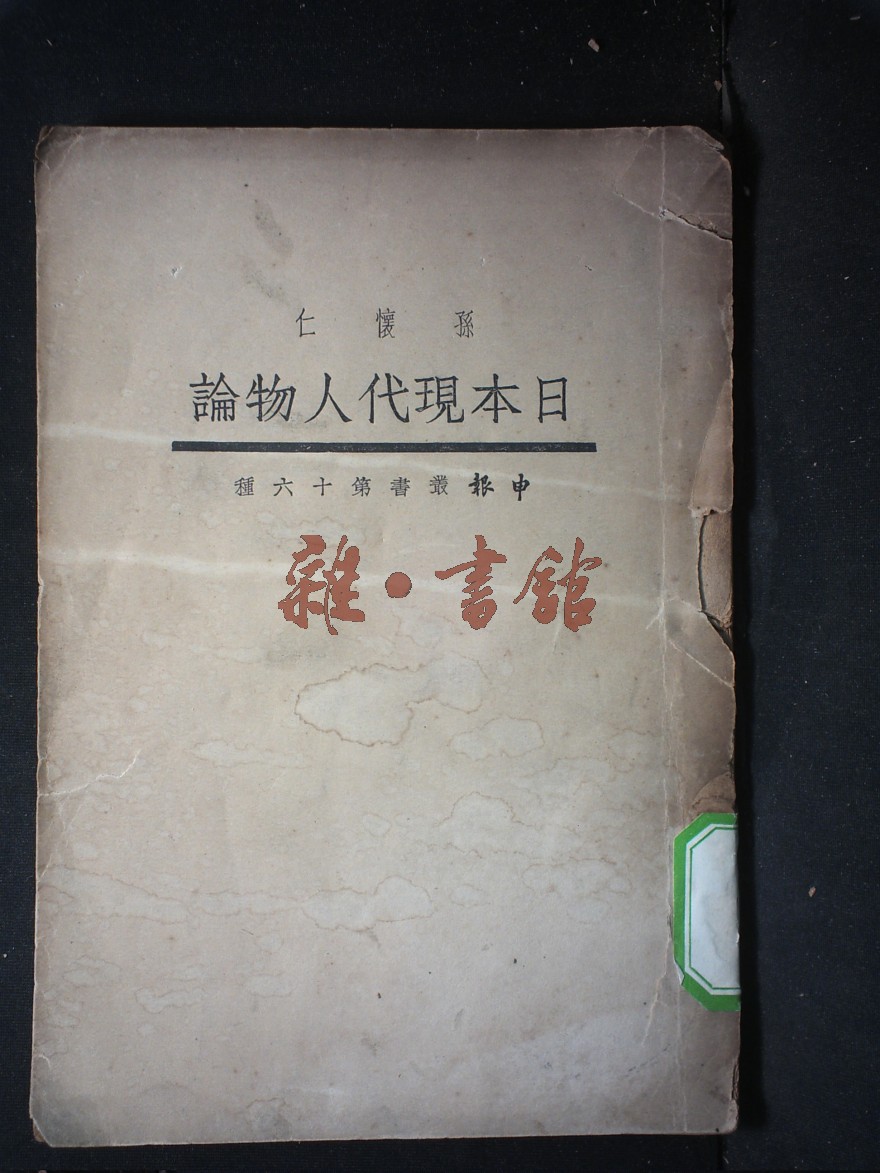 孫懷仁
日本現代人物論
申報叢書第十六種
雜·書館